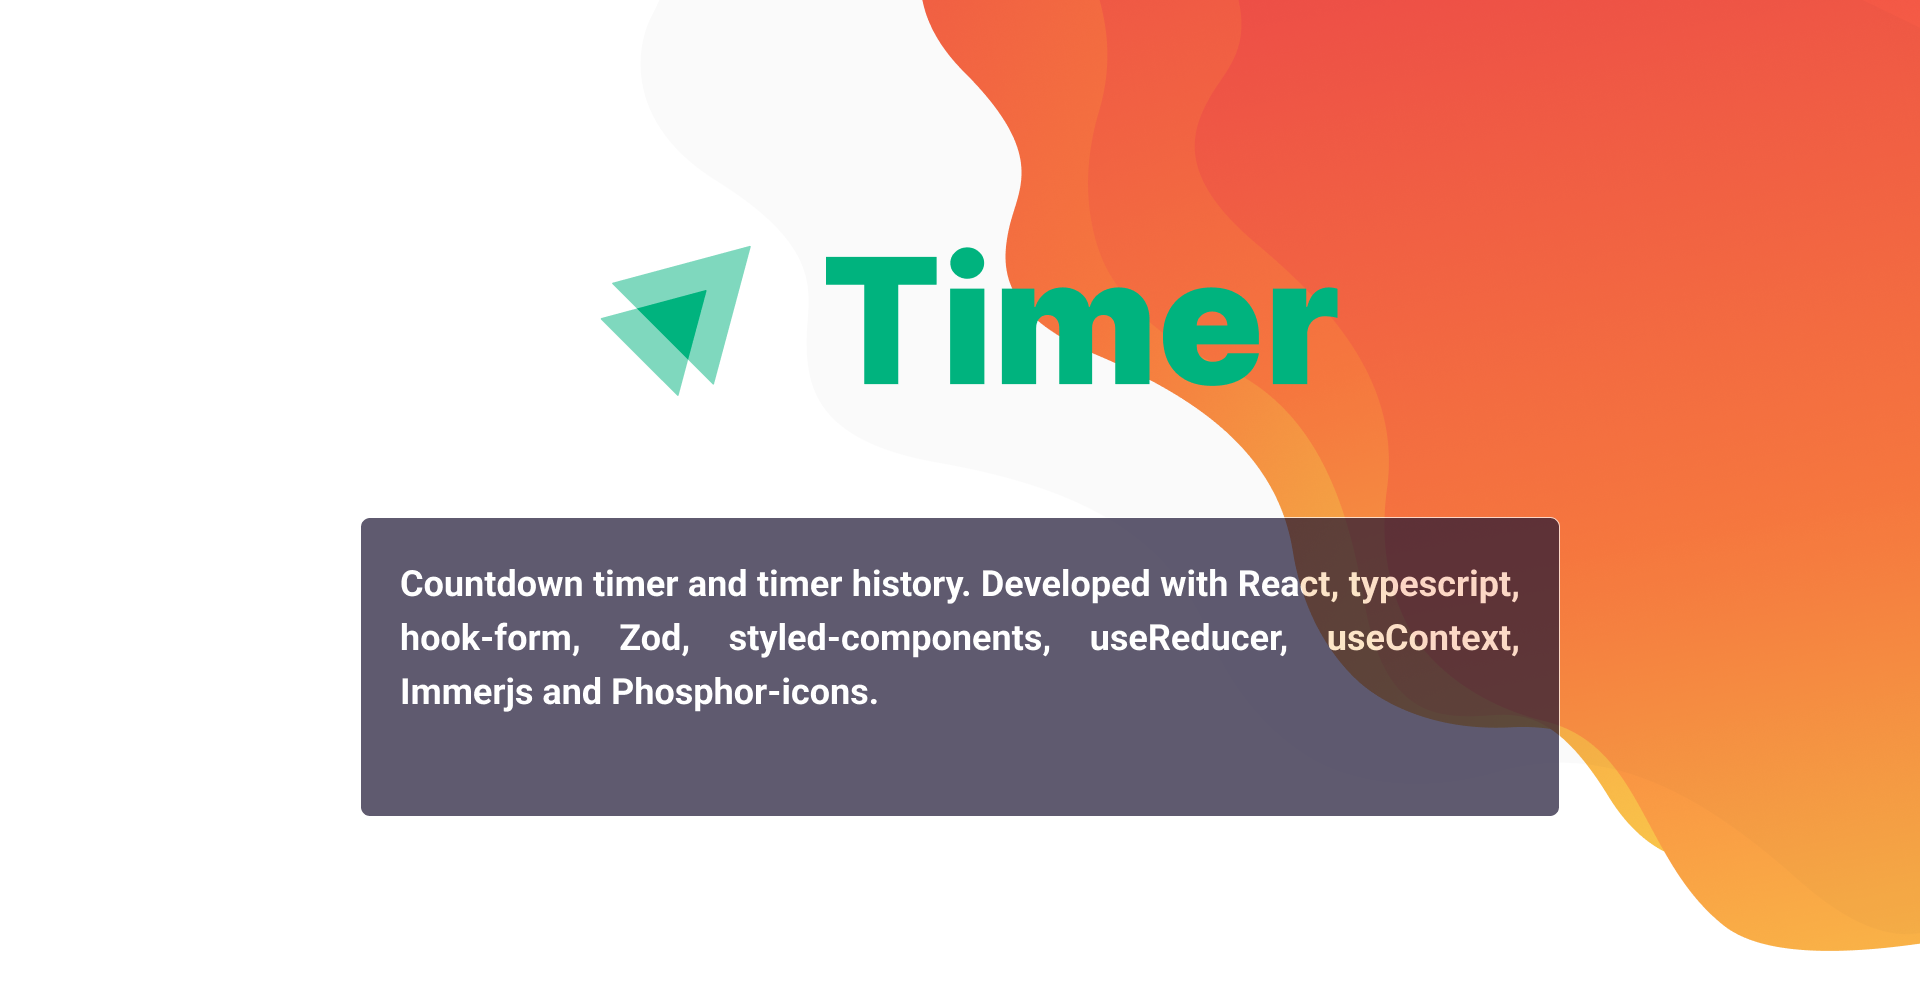 Timer
Countdown timer and timer history. Developed with React, typescript,
hook-form, Zod, styled-components, useReducer, useContext,
Immerjs and Phosphor-icons.